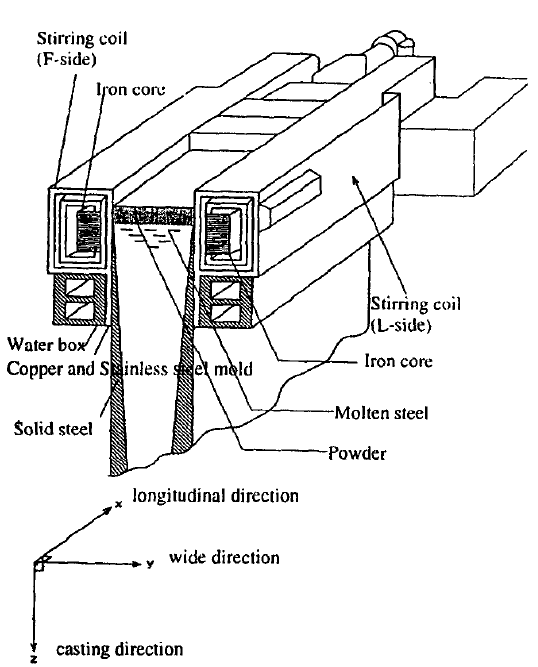 Stirring coil
(F-side)
Iron core
Stirring coil
(L-side)
Water box
Iron core
Copper and Stainless steel mold
Molten steel
Solid steel
Powder
x longitudinal direction
y wide direction
z casting direction